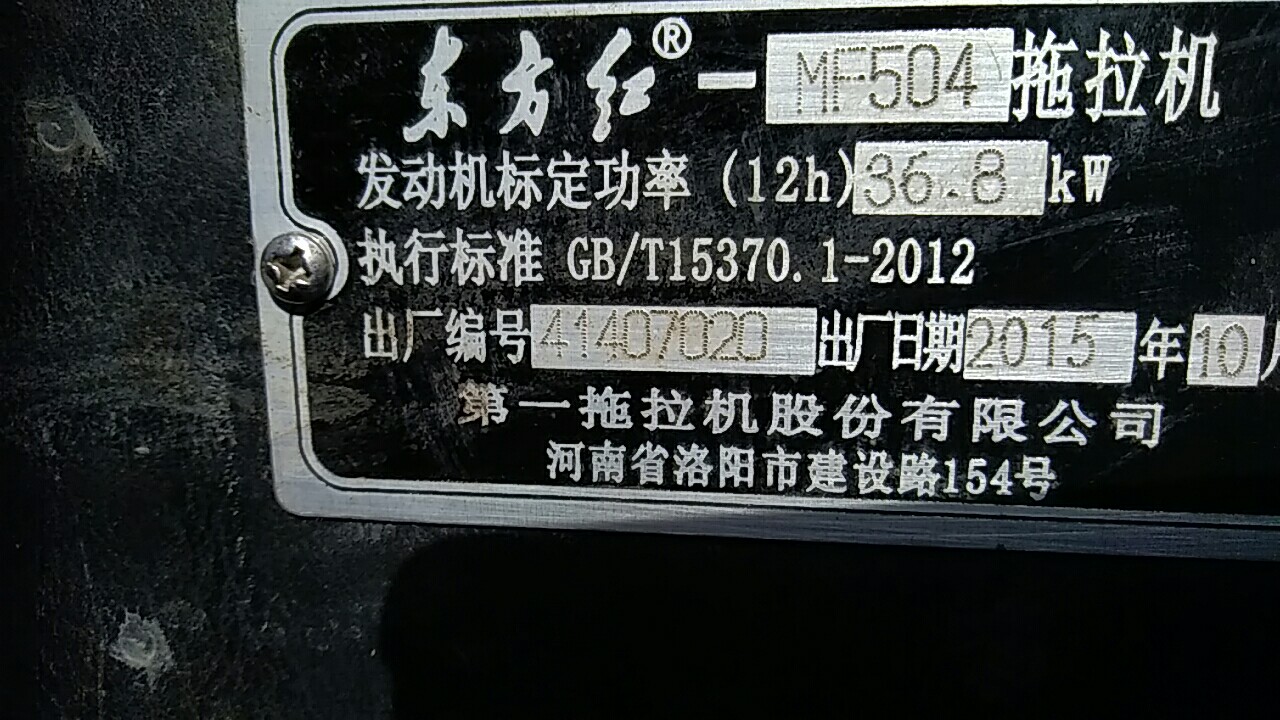 东方红®-MF504拖拉机
发动机标定功率(12h)36.8kW
执行标准 GB/T15370.1-2012
出厂编号41407020出厂日期2015年10
第一拖拉机股份有限公司
河南省洛阳市建设路154号